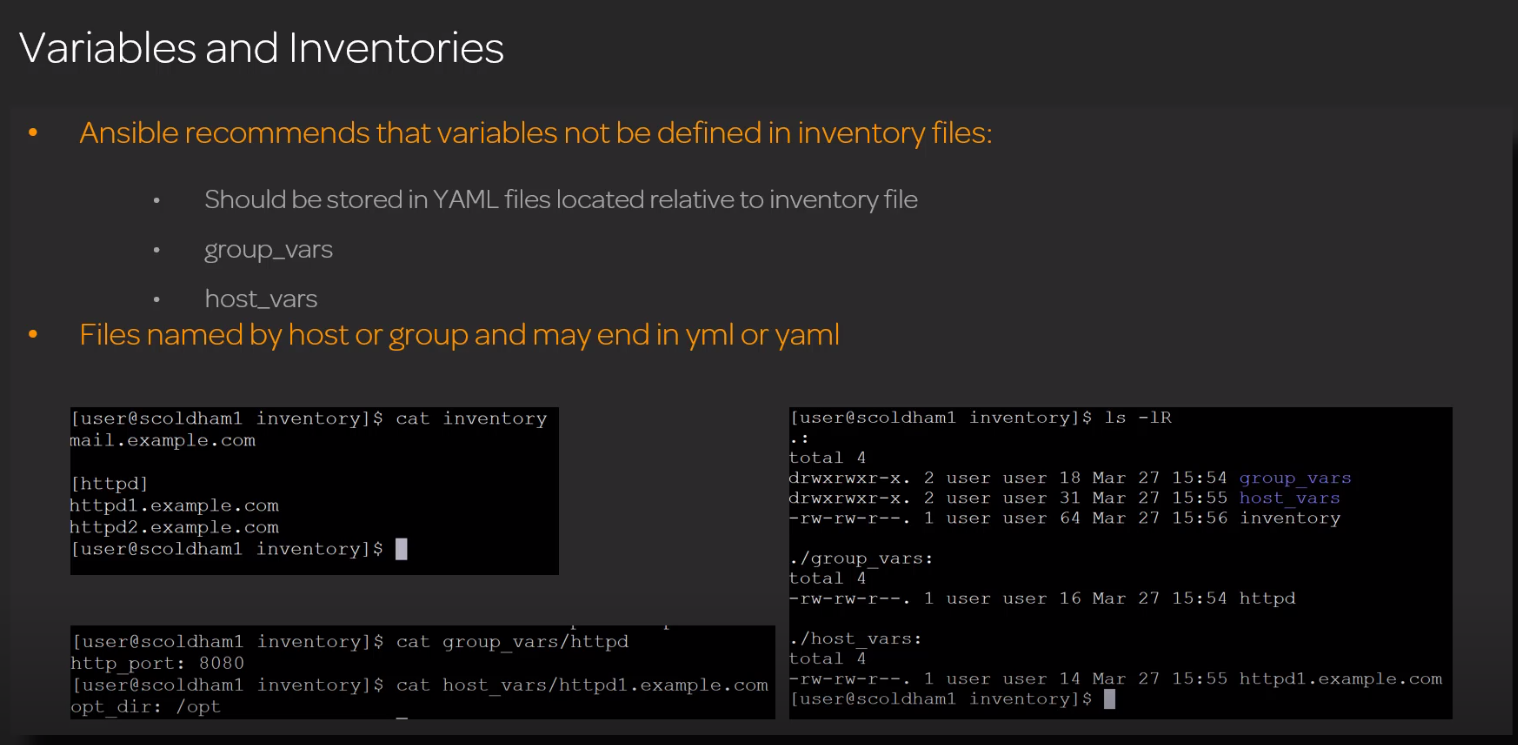 Variables and Inventories
• Ansible recommends that variables not be defined in inventory files:
• Should be stored in YAML files located relative to inventory file
• group_vars
• host_vars
• Files named by host or group and may end in yml or yaml
[user@scoldham1 inventory]$ cat inventory
mail.example.com
[httpd]
httpd1.example.com
httpd2.example.com
[user@scoldham1 inventory]$
[user@scoldham1 inventory]$ cat group_vars/httpd
http_port: 8080
[user@scoldham1 inventory]$ cat host_vars/httpd1.example.com
opt_dir: /opt
[user@scoldham1 inventory]$ ls -lR
.:
total 4
drwxrwxr-x. 2 user user 18 Mar 27 15:54 group_vars
drwxrwxr-x. 2 user user 31 Mar 27 15:55 host_vars
-rw-rw-r--. 1 user user 64 Mar 27 15:56 inventory
./group_vars:
total 4
-rw-rw-r--. 1 user user 16 Mar 27 15:54 httpd
./host_vars:
total 4
-rw-rw-r--. 1 user user 14 Mar 27 15:55 httpd1.example.com
[user@scoldham1 inventory]$